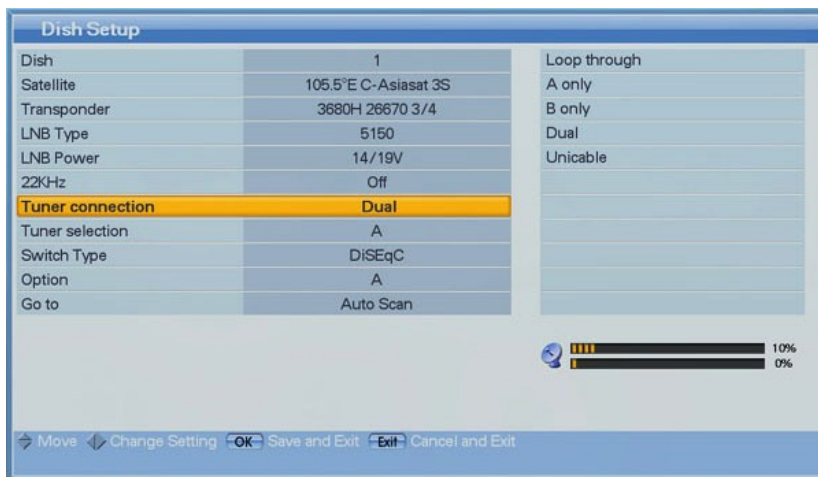 Dish Setup
Dish 1
Satellite 105.5°E C-Asiasat 3S
Transponder 3680H 26670 3/4
LNB Type 5150
LNB Power 14/19V
22KHz Off
Tuner connection Dual
Tuner selection A
Switch Type DiSEqC
Option A
Go to Auto Scan
Loop through
A only
B only
Dual
Unicable
10%
0%
Move Change Setting OK Save and Exit Exit Cancel and Exit